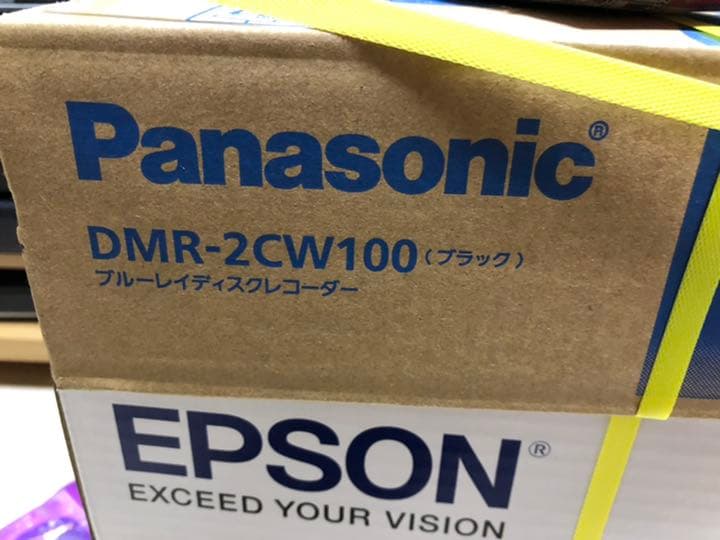 Panasonic®
DMR-2CW100(ブラック)
ブルーレイディスクレコーダー
EPSON®
EXCEED YOUR VISION